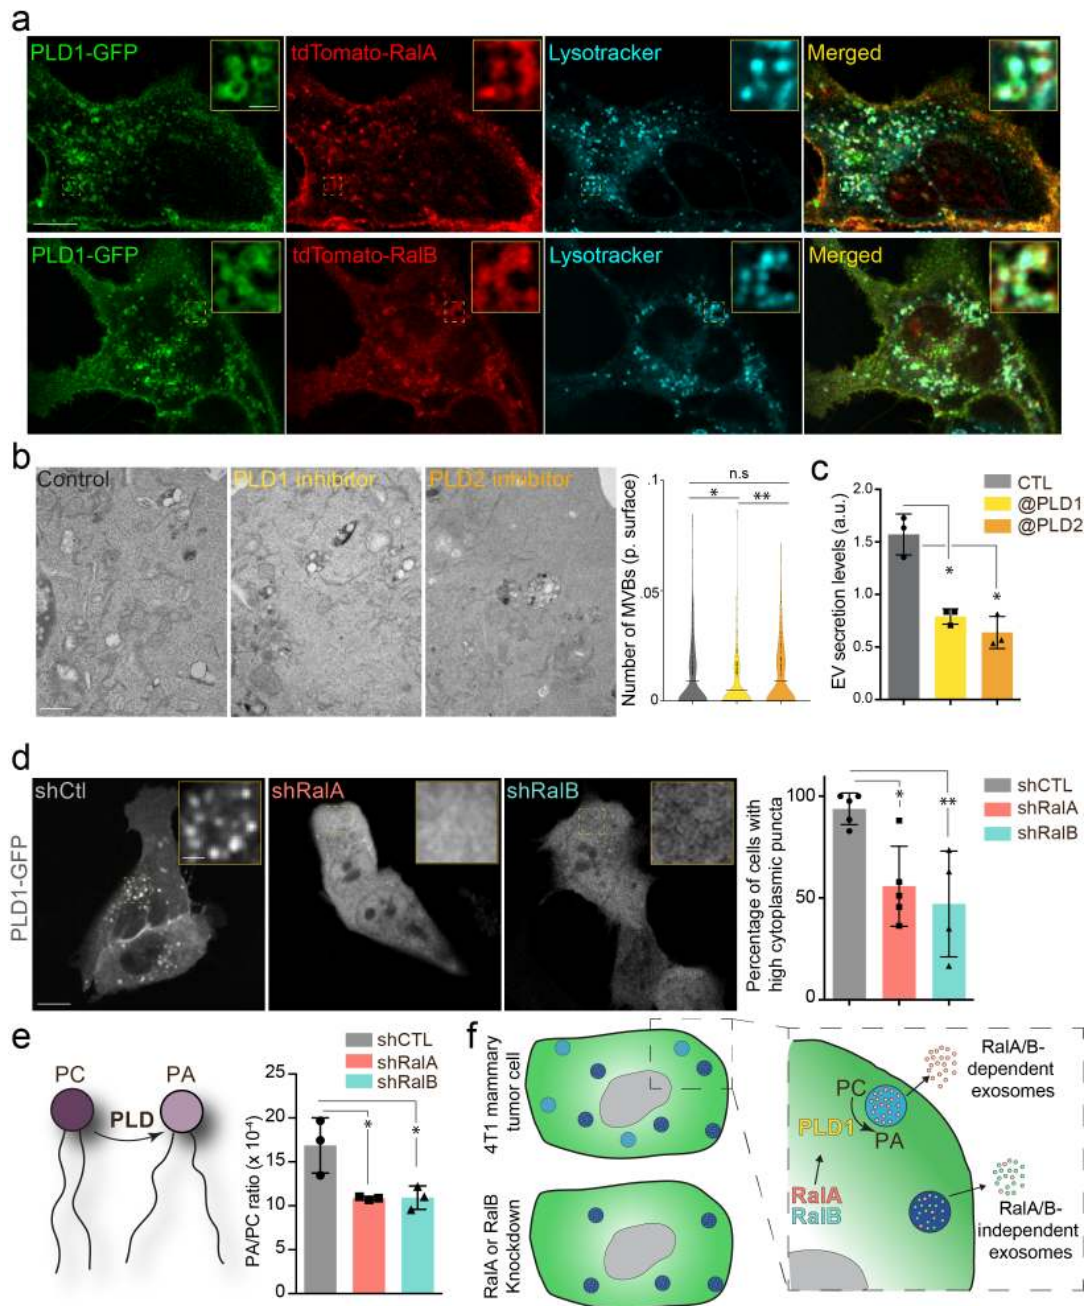 a
PLD1-GFP
tdTomato-RalA
Lysotracker
Merged
PLD1-GFP
tdTomato-RalB
Lysotracker
Merged
b
Control
PLD1 inhibitor
PLD2 inhibitor
Number of MVBs (p. surface)
.1
.05
0
n.s
*
**
c
CTL
@PLD1
@PLD2
EV secretion levels (a.u.)
2.0
1.5
1.0
0.5
0.0
*
*
d
PLD1-GFP
shCtl
shRalA
shRalB
Percentage of cells with
high cytoplasmic puncta
100
50
0
*
**
shCTL
shRalA
shRalB
e
PC
PA
PLD
shCTL
shRalA
shRalB
PA/PC ratio (x 10⁻⁴)
25
20
15
10
5
0
*
*
f
4T1 mammary
tumor cell
RalA or RalB
Knockdown
PC
PLD1
PA
RalA
RalB
RalA/B-
dependent
exosomes
RalA/B-
independent
exosomes